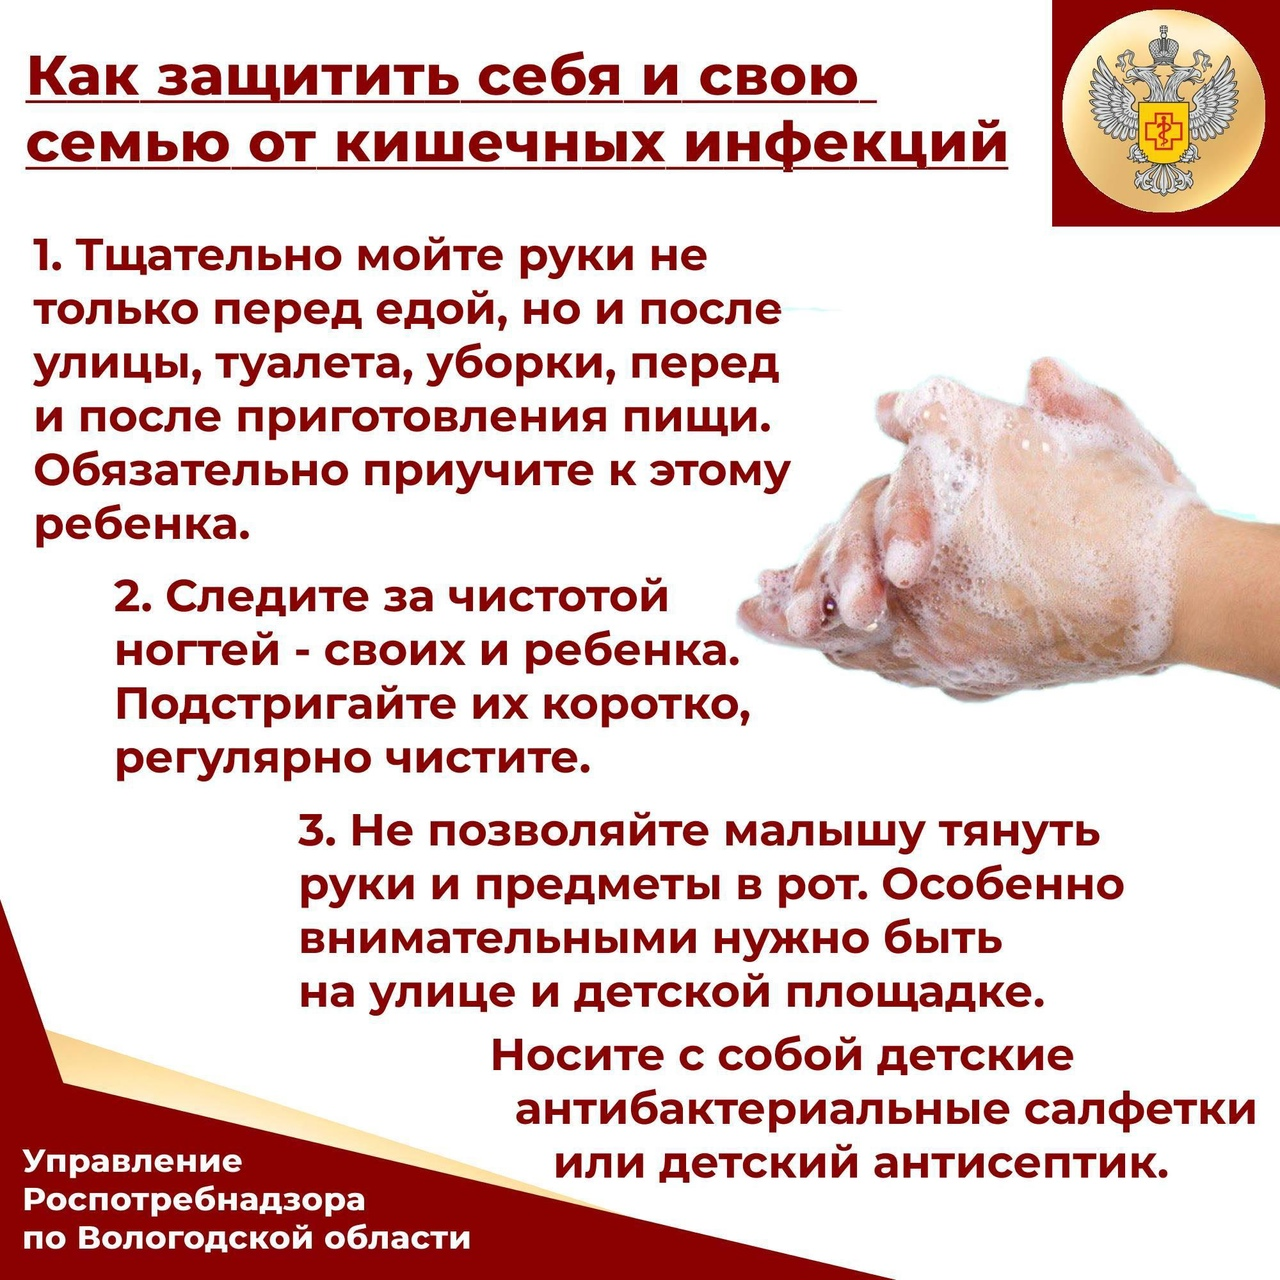 Как защитить себя и свою
семью от кишечных инфекций
1. Тщательно мойте руки не
только перед едой, но и после
улицы, туалета, уборки, перед
и после приготовления пищи.
Обязательно приучите к этому
ребенка.
2. Следите за чистотой
ногтей - своих и ребенка.
Подстригайте их коротко,
регулярно чистите.
3. Не позволяйте малышу тянуть
руки и предметы в рот. Особенно
внимательными нужно быть
на улице и детской площадке.
Носите с собой детские
антибактериальные салфетки
или детский антисептик.
Управление
Роспотребнадзора
по Вологодской области